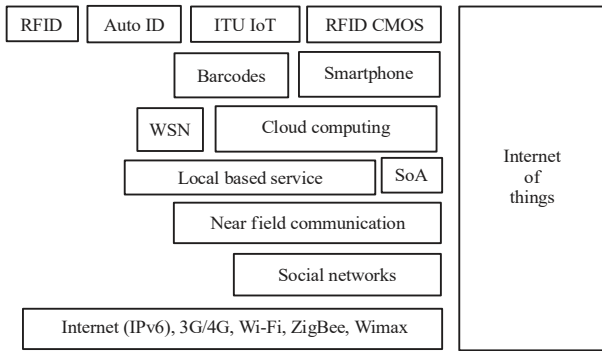 RFID
Auto ID
ITU IoT
RFID CMOS
Barcodes
Smartphone
WSN
Cloud computing
Local based service
SoA
Near field communication
Social networks
Internet (IPv6), 3G/4G, Wi-Fi, ZigBee, Wimax
Internet
of
things